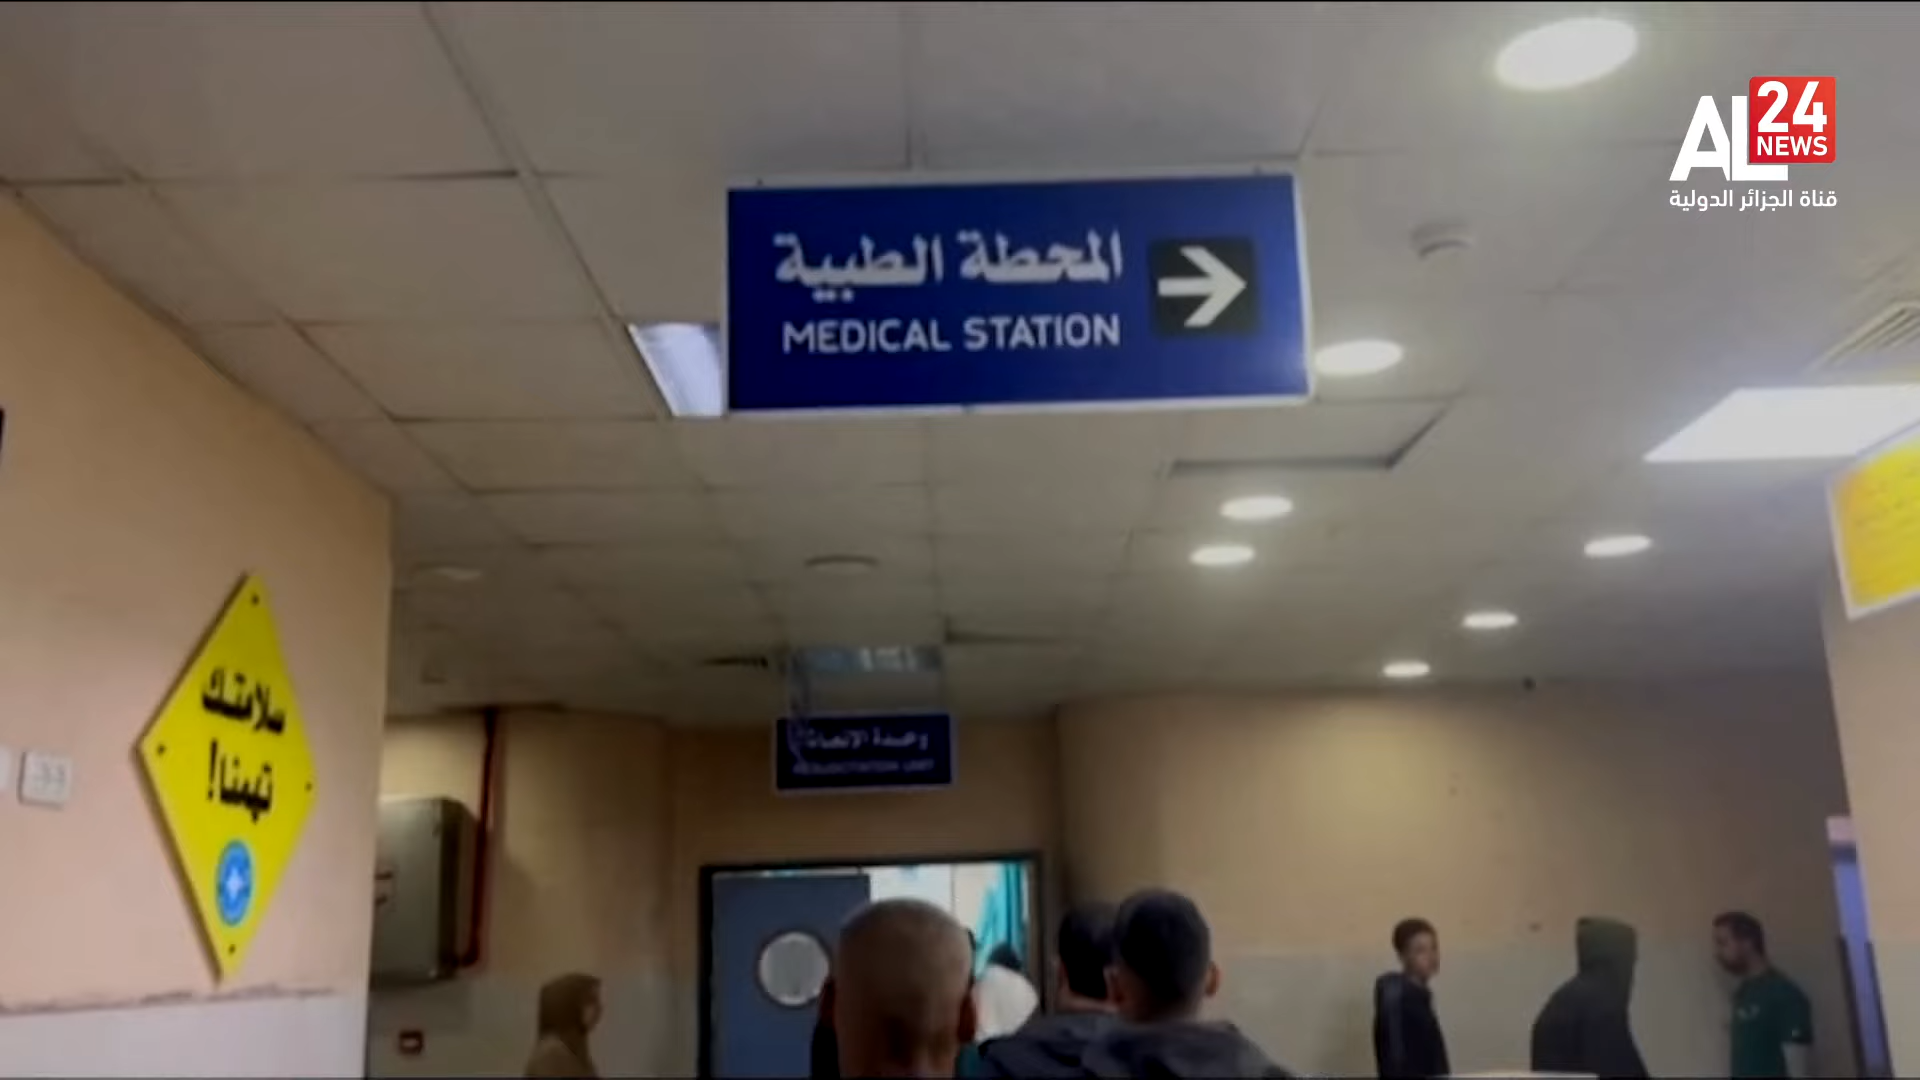 المحطة الطبية
MEDICAL STATION
AL
24
NEWS
قناة الجزائر الدولية
سلامتك
تهمنا!
وحدة الإنعاش
RESUSCITATION UNIT